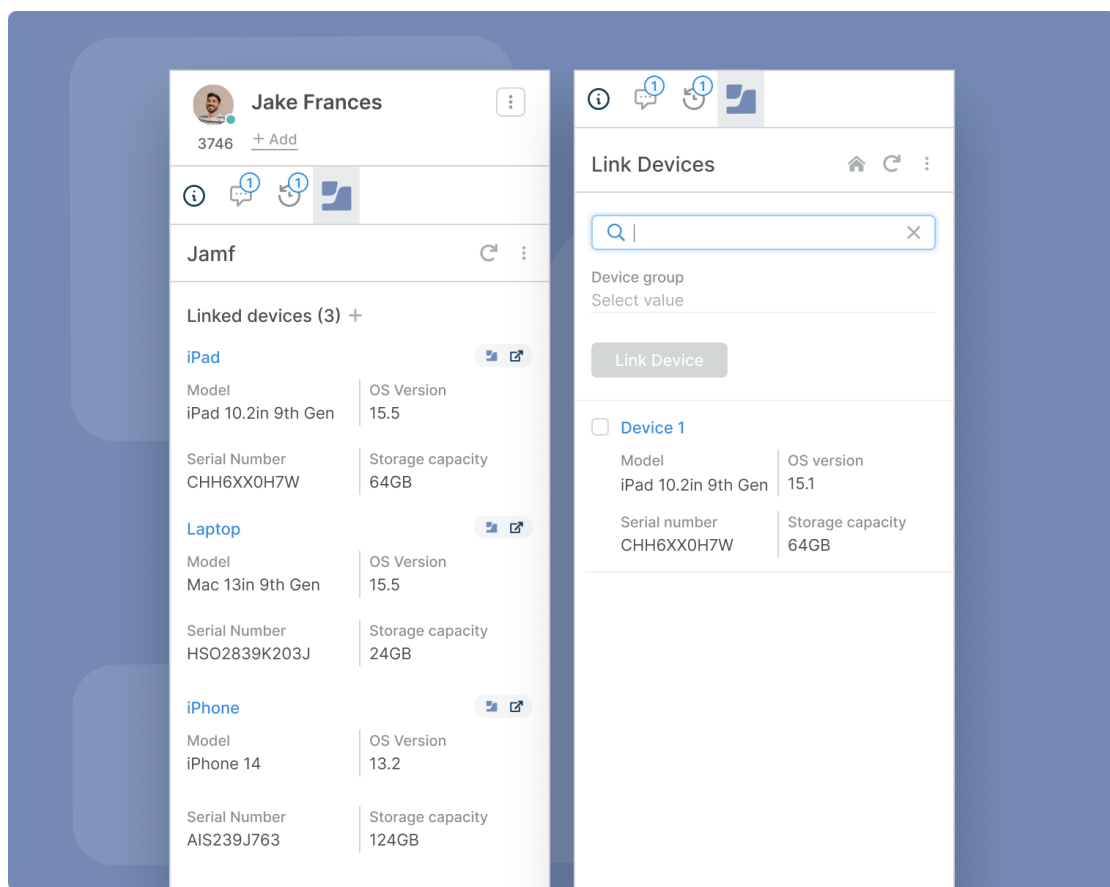 Jake Frances
3746 + Add
1 1
Jamf
Linked devices (3) +
iPad
Model OS Version
iPad 10.2in 9th Gen 15.5
Serial Number Storage capacity
CHH6XX0H7W 64GB
Laptop
Model OS Version
Mac 13in 9th Gen 15.5
Serial Number Storage capacity
HSO2839K203J 24GB
iPhone
Model OS Version
iPhone 14 13.2
Serial Number Storage capacity
AIS239J763 124GB
1 1
Link Devices
Device group
Select value
Link Device
Device 1
Model OS version
iPad 10.2in 9th Gen 15.1
Serial number Storage capacity
CHH6XX0H7W 64GB